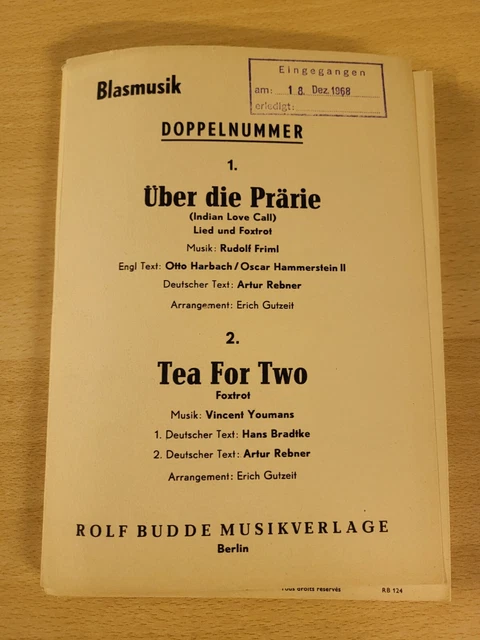 Blasmusik
Eingegangen
am: 18. Dez. 1968
erledigt:
DOPPELNUMMER
1.
Über die Prärie
(Indian Love Call)
Lied und Foxtrot
Musik: Rudolf Friml
Engl Text: Otto Harbach/Oscar Hammerstein II
Deutscher Text: Artur Rebner
Arrangement: Erich Gutzeit
2.
Tea For Two
Foxtrot
Musik: Vincent Youmans
1. Deutscher Text: Hans Bradtke
2. Deutscher Text: Artur Rebner
Arrangement: Erich Gutzeit
ROLF BUDDE MUSIKVERLAGE
Berlin
Tous droits reservés RB 124